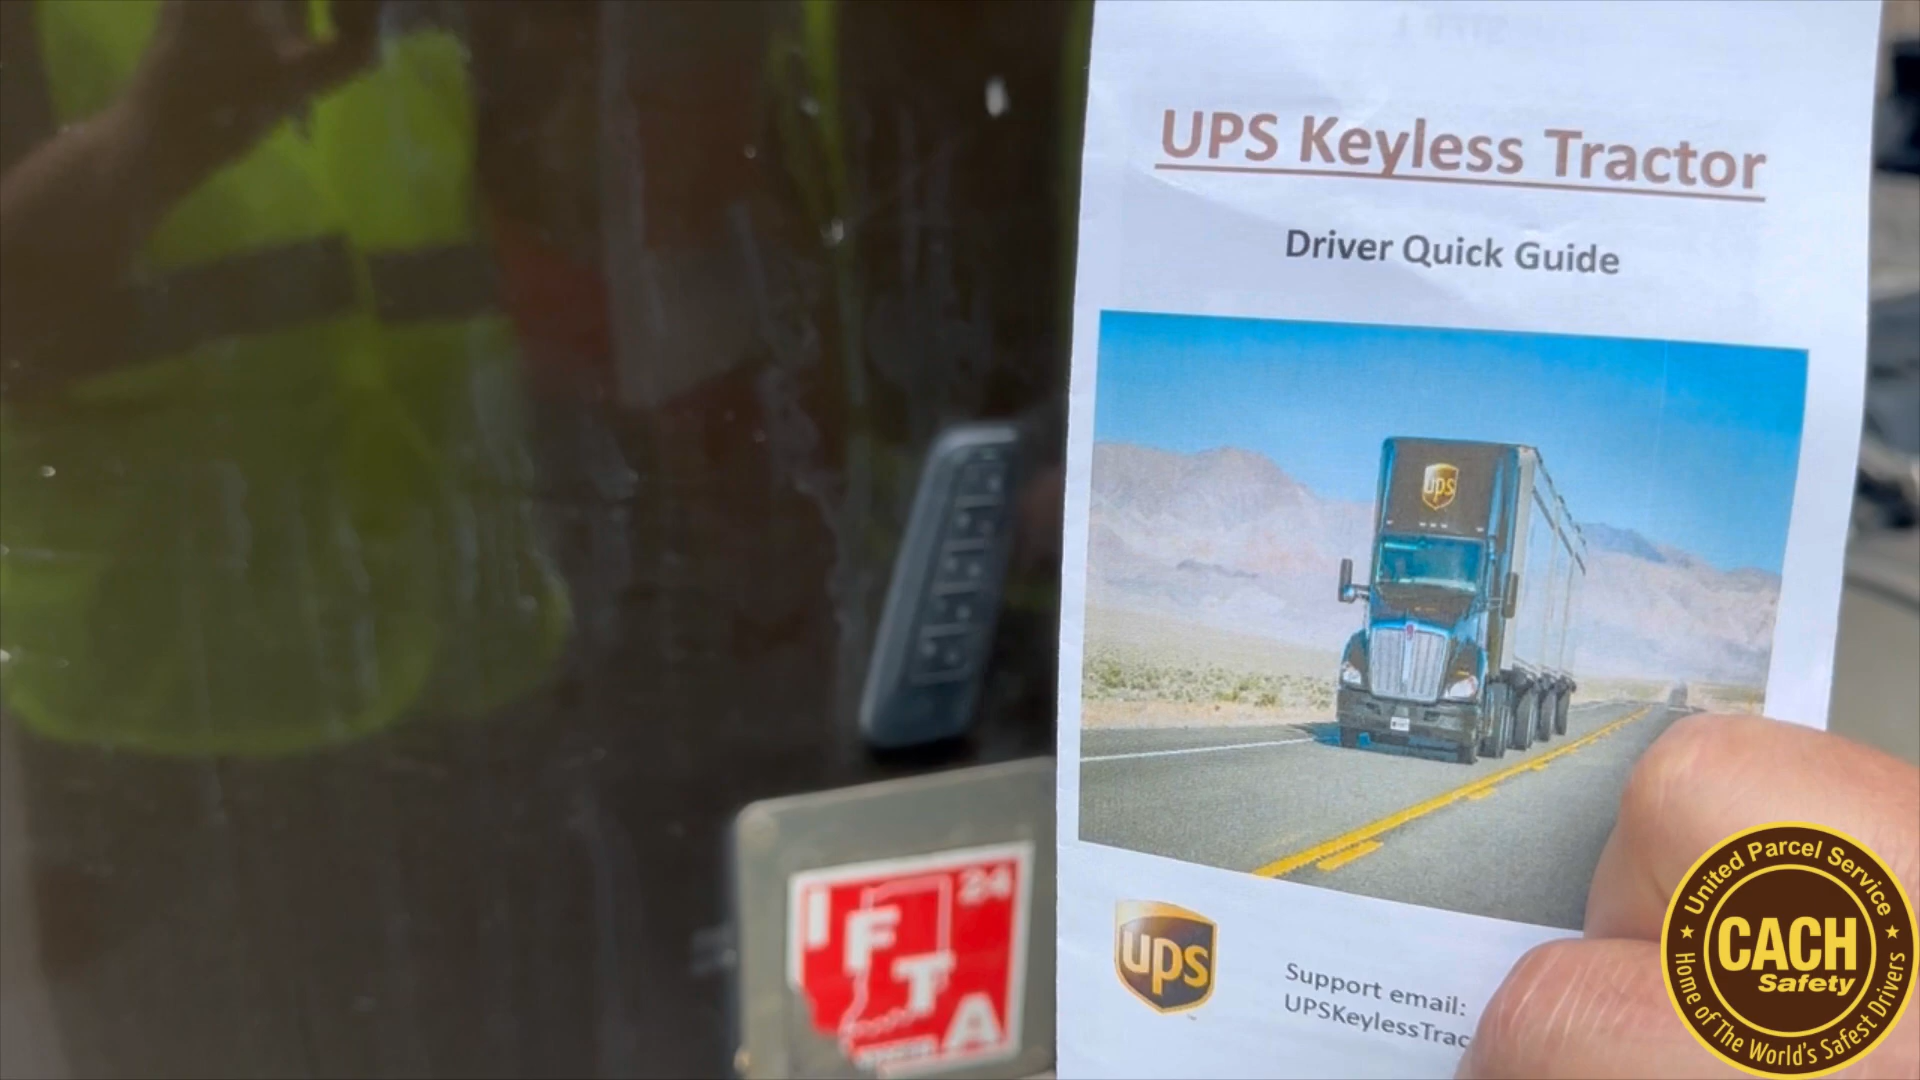 UPS Keyless Tractor
Driver Quick Guide
ups
ups
Support email:
UPSKeylessTrac
24
I
F
T
A
United Parcel Service
CACH
Safety
Home of The World's Safest Drivers